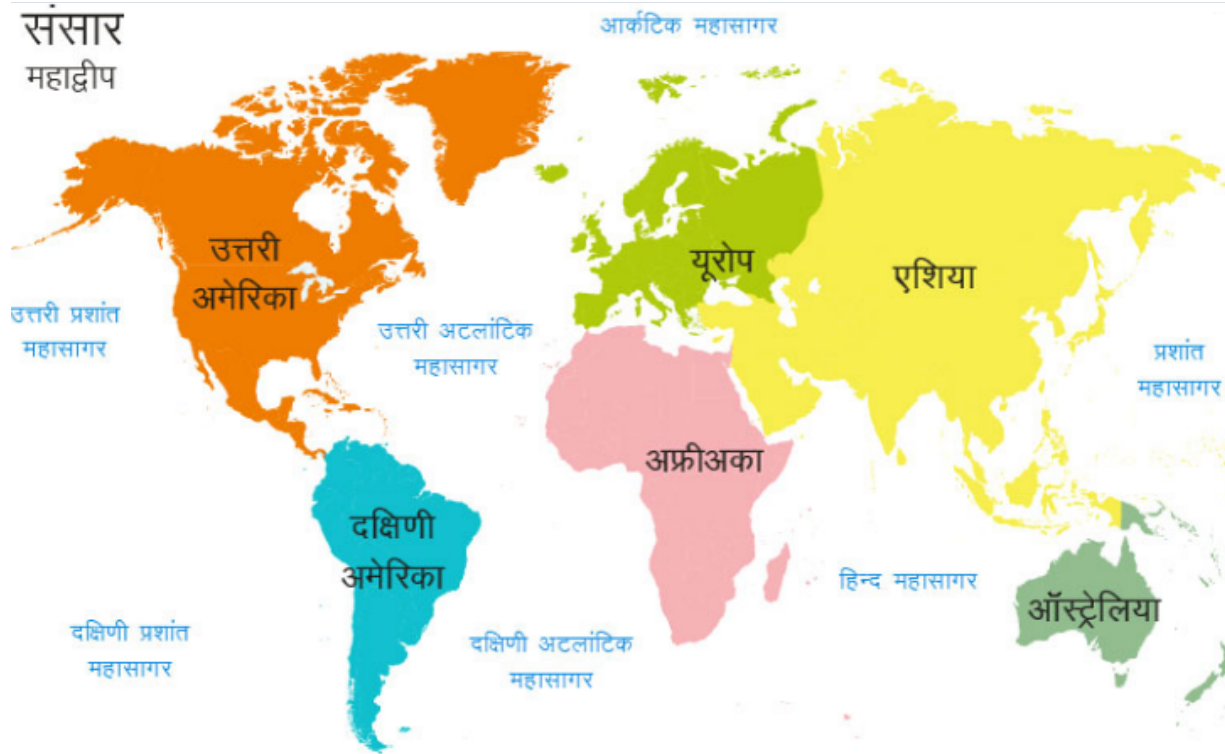 संसार
महाद्वीप
आर्कटिक महासागर
उत्तरी
अमेरिका
यूरोप
एशिया
उत्तरी प्रशांत
महासागर
उत्तरी अटलांटिक
महासागर
प्रशांत
महासागर
अफ्रीअका
दक्षिणी
अमेरिका
हिन्द महासागर
ऑस्ट्रेलिया
दक्षिणी प्रशांत
महासागर
दक्षिणी अटलांटिक
महासागर